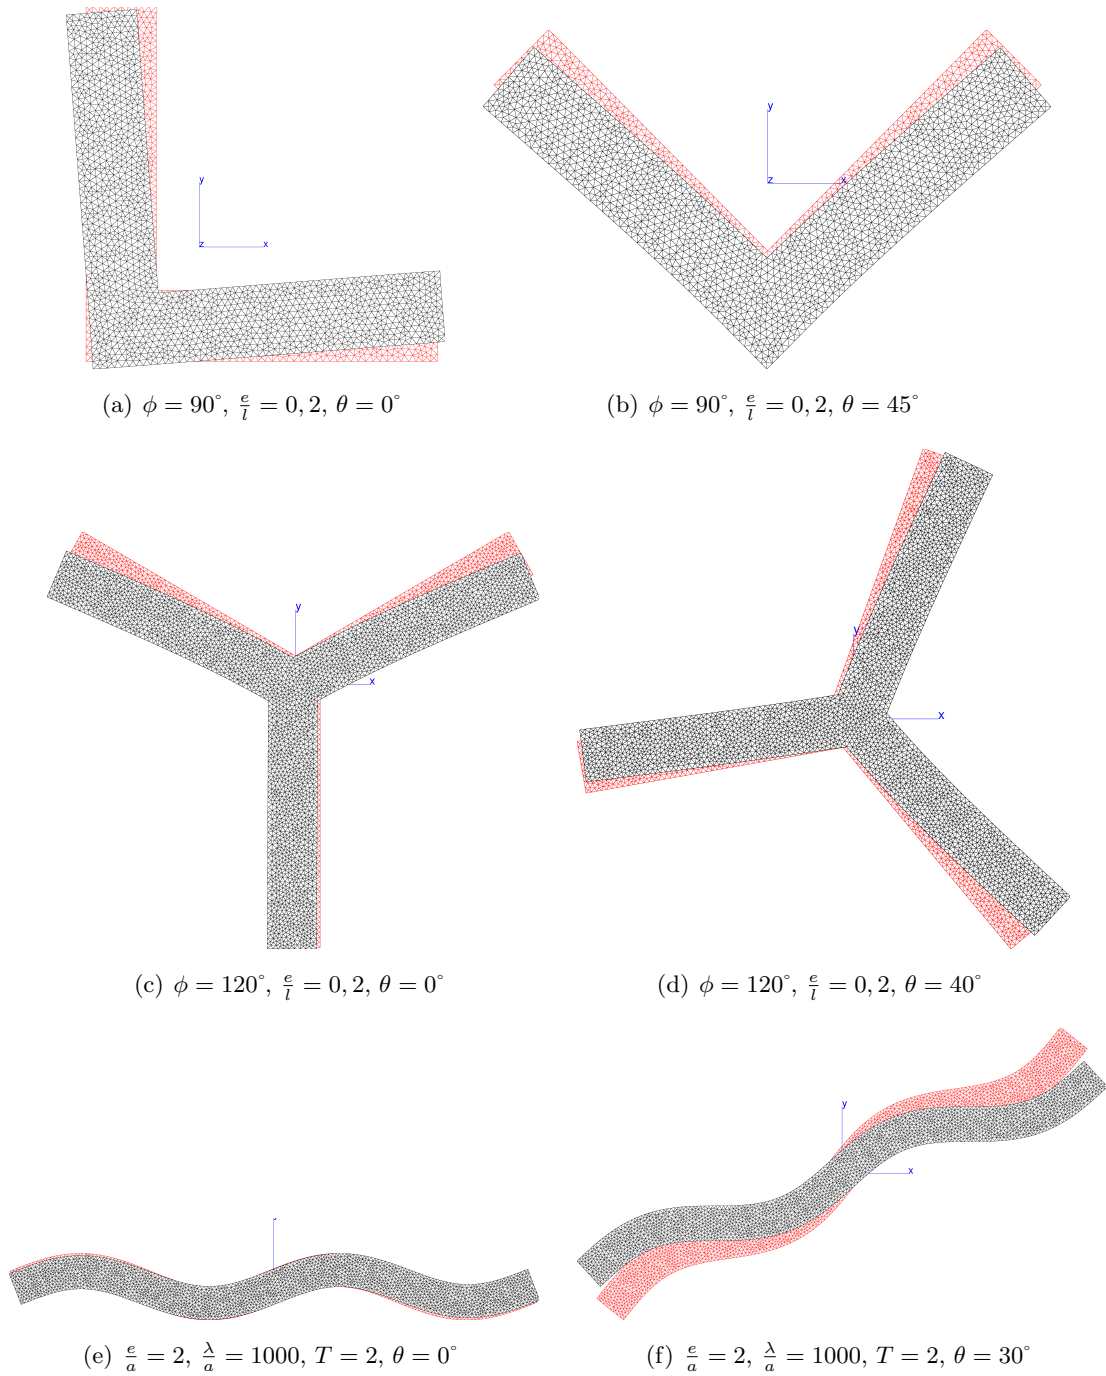 y
z x
y
z x
(a) ϕ = 90°, e/l = 0,2, θ = 0°
(b) ϕ = 90°, e/l = 0,2, θ = 45°
y
x
y
x
(c) ϕ = 120°, e/l = 0,2, θ = 0°
(d) ϕ = 120°, e/l = 0,2, θ = 40°
y
x
(e) e/a = 2, λ/a = 1000, T = 2, θ = 0°
(f) e/a = 2, λ/a = 1000, T = 2, θ = 30°